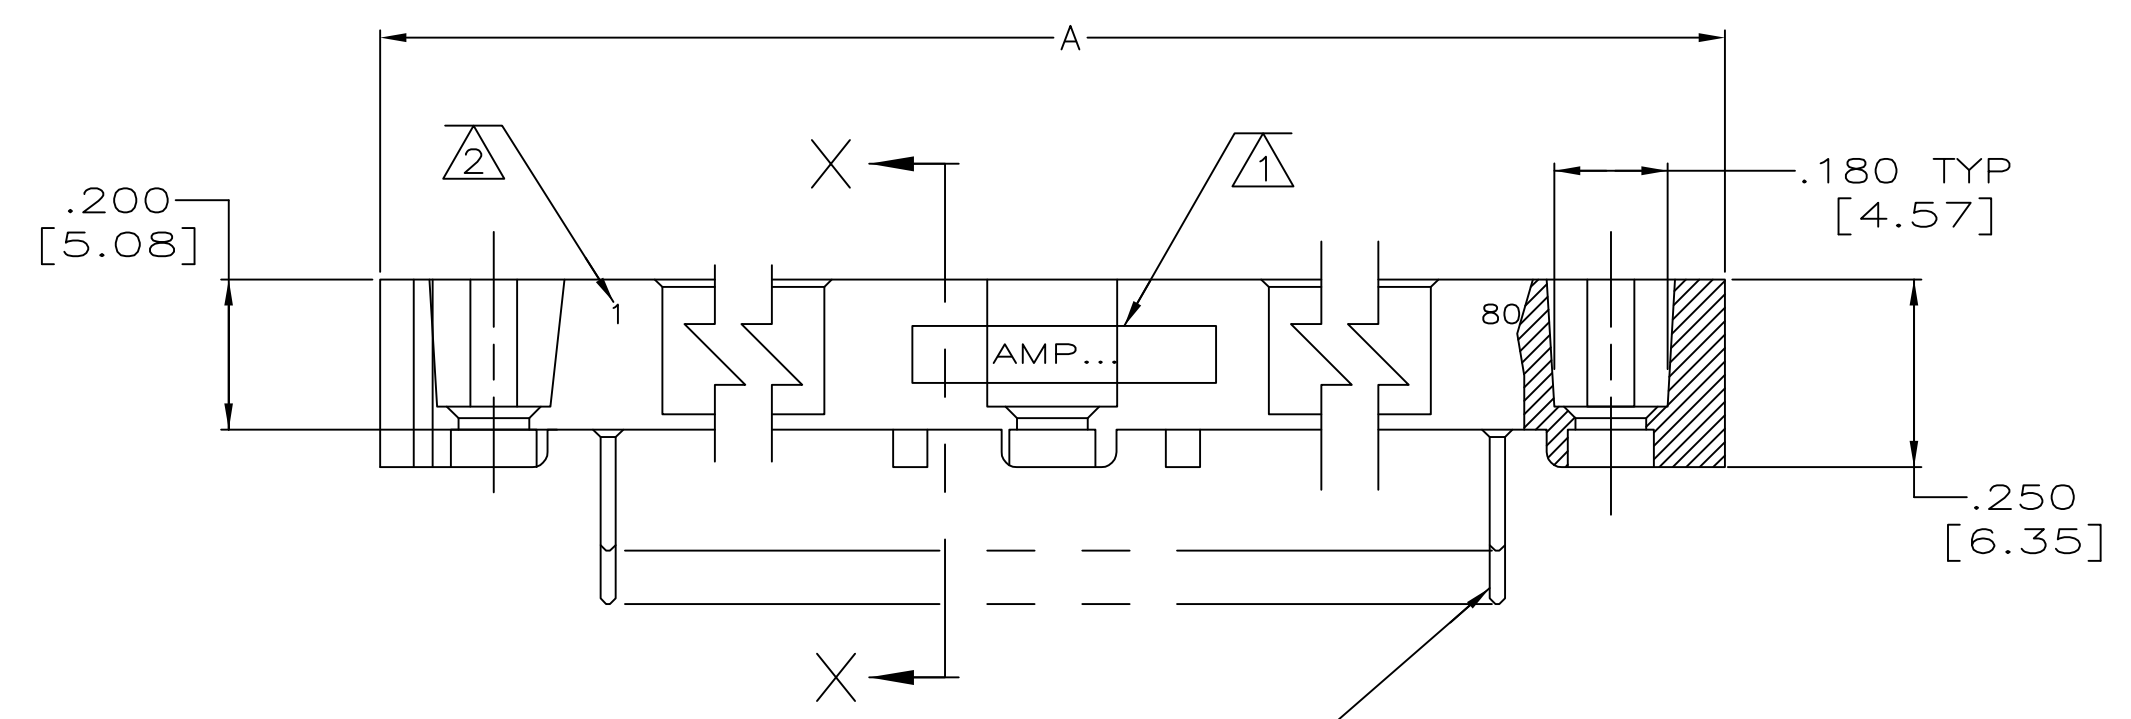 A
2
X
1
.200
[5.08]
.180 TYP
[4.57]
1
80
AMP...
.250
[6.35]
X